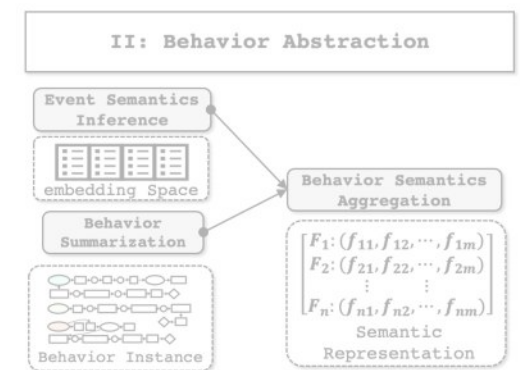 II: Behavior Abstraction
Event Semantics
Inference
embedding Space
Behavior
Summarization
Behavior Instance
Behavior Semantics
Aggregation
F₁: (f₁₁, f₁₂, ⋯, f₁ₘ)
F₂: (f₂₁, f₂₂, ⋯, f₂ₘ)
⋮ ⋮ ⋮
Fₙ: (fₙ₁, fₙ₂, ⋯, fₙₘ)
Semantic
Representation